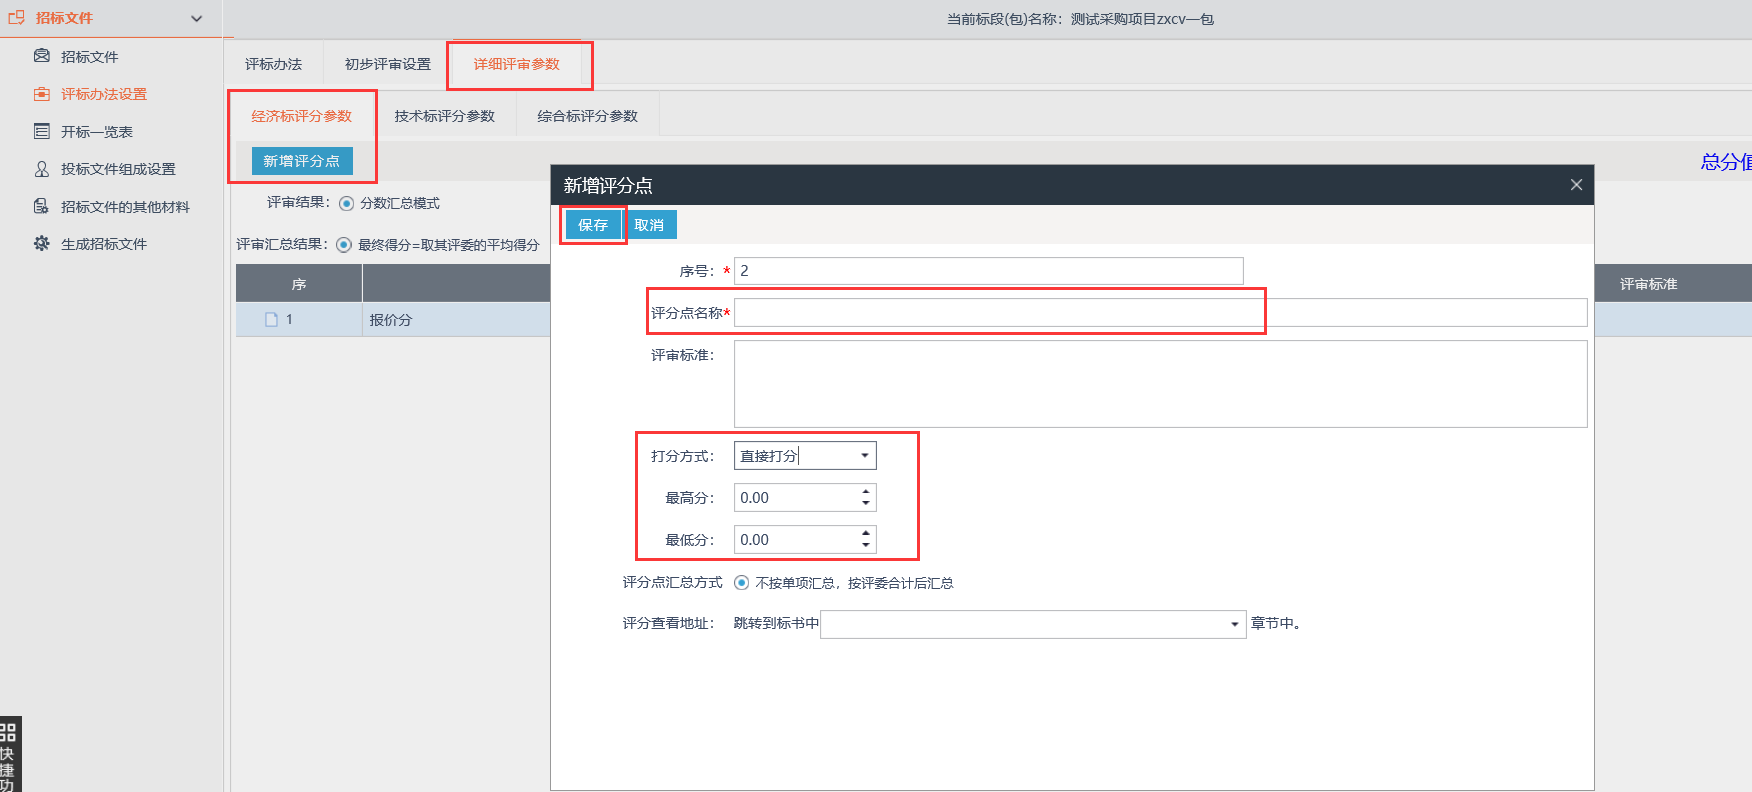 招标文件
当前标段(包)名称：测试采购项目zxcv一包
招标文件
评标办法设置
开标一览表
投标文件组成设置
招标文件的其他材料
生成招标文件
评标办法
初步评审设置
详细评审参数
经济标评分参数
技术标评分参数
综合标评分参数
新增评分点
总分值
评审结果：
分数汇总模式
评审汇总结果：
最终得分=取其评委的平均得分
序
评审标准
1
报价分
新增评分点
保存
取消
序号：*
2
评分点名称*
评审标准：
打分方式：
直接打分
最高分：
0.00
最低分：
0.00
评分点汇总方式
不按单项汇总，按评委合计后汇总
评分查看地址：
跳转到标书中
章节中。
快
捷
功